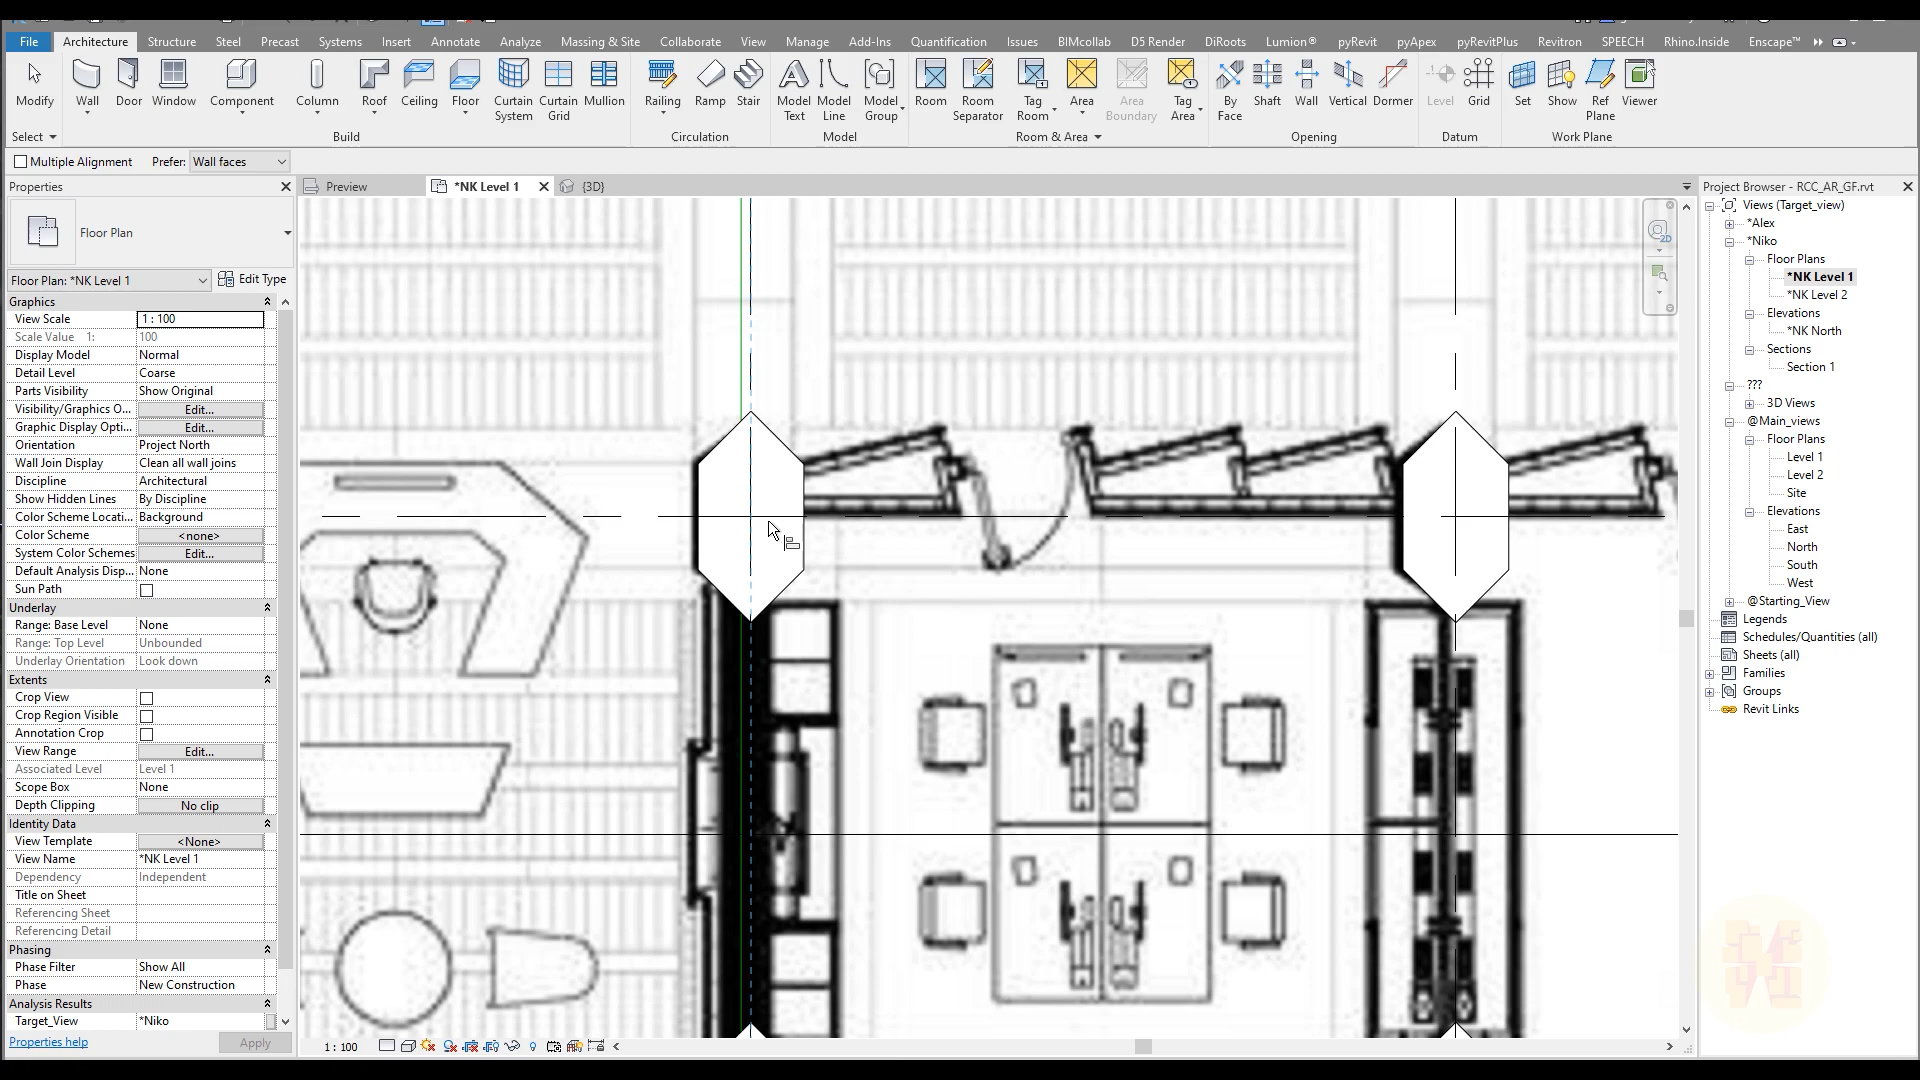 File Architecture Structure Steel Precast Systems Insert Annotate Analyze Massing & Site Collaborate View Manage Add-Ins Quantification Issues BIMcollab D5 Render DiRoots Lumion® pyRevit pyApex pyRevitPlus Revitron SPEECH Rhino.Inside Enscape™
Modify Wall Door Window Component Column Roof Ceiling Floor Curtain System Curtain Grid Mullion Railing Ramp Stair Model Text Model Line Model Group Room Room Separator Tag Room Area Area Boundary Tag Area By Face Shaft Wall Vertical Dormer Level Grid Set Show Ref Plane Viewer
Select Build Circulation Model Room & Area Opening Datum Work Plane
Multiple Alignment Prefer: Wall faces
Properties
Preview *NK Level 1 {3D}
Floor Plan
Floor Plan: *NK Level 1 Edit Type
Graphics
View Scale 1 : 100
Scale Value 1: 100
Display Model Normal
Detail Level Coarse
Parts Visibility Show Original
Visibility/Graphics O... Edit...
Graphic Display Opti... Edit...
Orientation Project North
Wall Join Display Clean all wall joins
Discipline Architectural
Show Hidden Lines By Discipline
Color Scheme Locati... Background
Color Scheme <none>
System Color Schemes Edit...
Default Analysis Disp... None
Sun Path
Underlay
Range: Base Level None
Range: Top Level Unbounded
Underlay Orientation Look down
Extents
Crop View
Crop Region Visible
Annotation Crop
View Range Edit...
Associated Level Level 1
Scope Box None
Depth Clipping No clip
Identity Data
View Template <None>
View Name *NK Level 1
Dependency Independent
Title on Sheet
Referencing Sheet
Referencing Detail
Phasing
Phase Filter Show All
Phase New Construction
Analysis Results
Target_View *Niko
Properties help Apply
1 : 100
2D
Project Browser - RCC_AR_GF.rvt
Views (Target_view)
*Alex
*Niko
Floor Plans
*NK Level 1
*NK Level 2
Elevations
*NK North
Sections
Section 1
???
3D Views
@Main_views
Floor Plans
Level 1
Level 2
Site
Elevations
East
North
South
West
@Starting_View
Legends
Schedules/Quantities (all)
Sheets (all)
Families
Groups
Revit Links